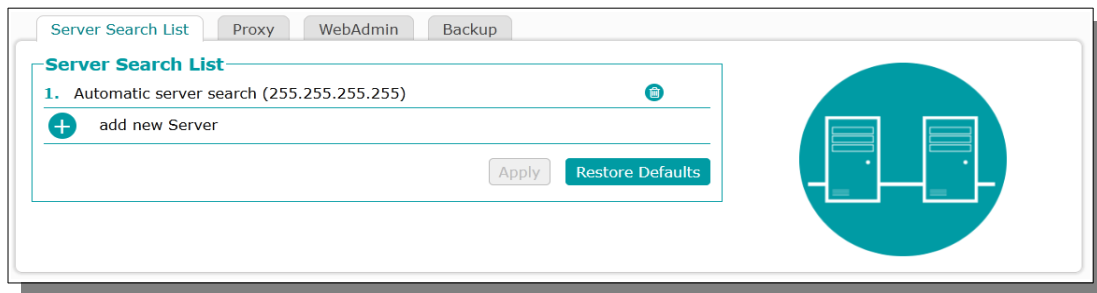 Server Search List Proxy WebAdmin Backup
Server Search List
1. Automatic server search (255.255.255.255)
add new Server
Apply Restore Defaults